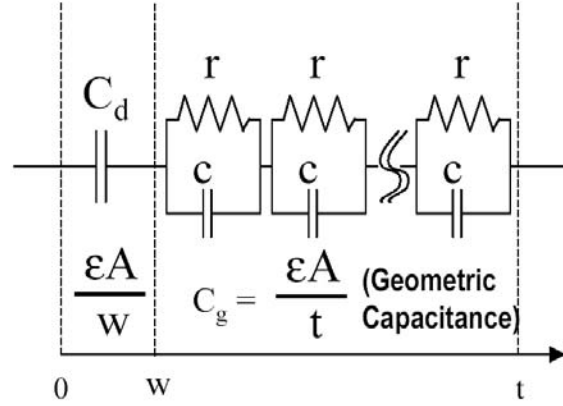 r r r
C_d
c c c
εA/w
C_g = εA/t (Geometric
Capacitance)
0 w t